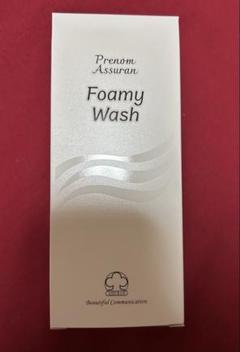 Prenom
Assuran
Foamy
Wash
Beautiful Communication